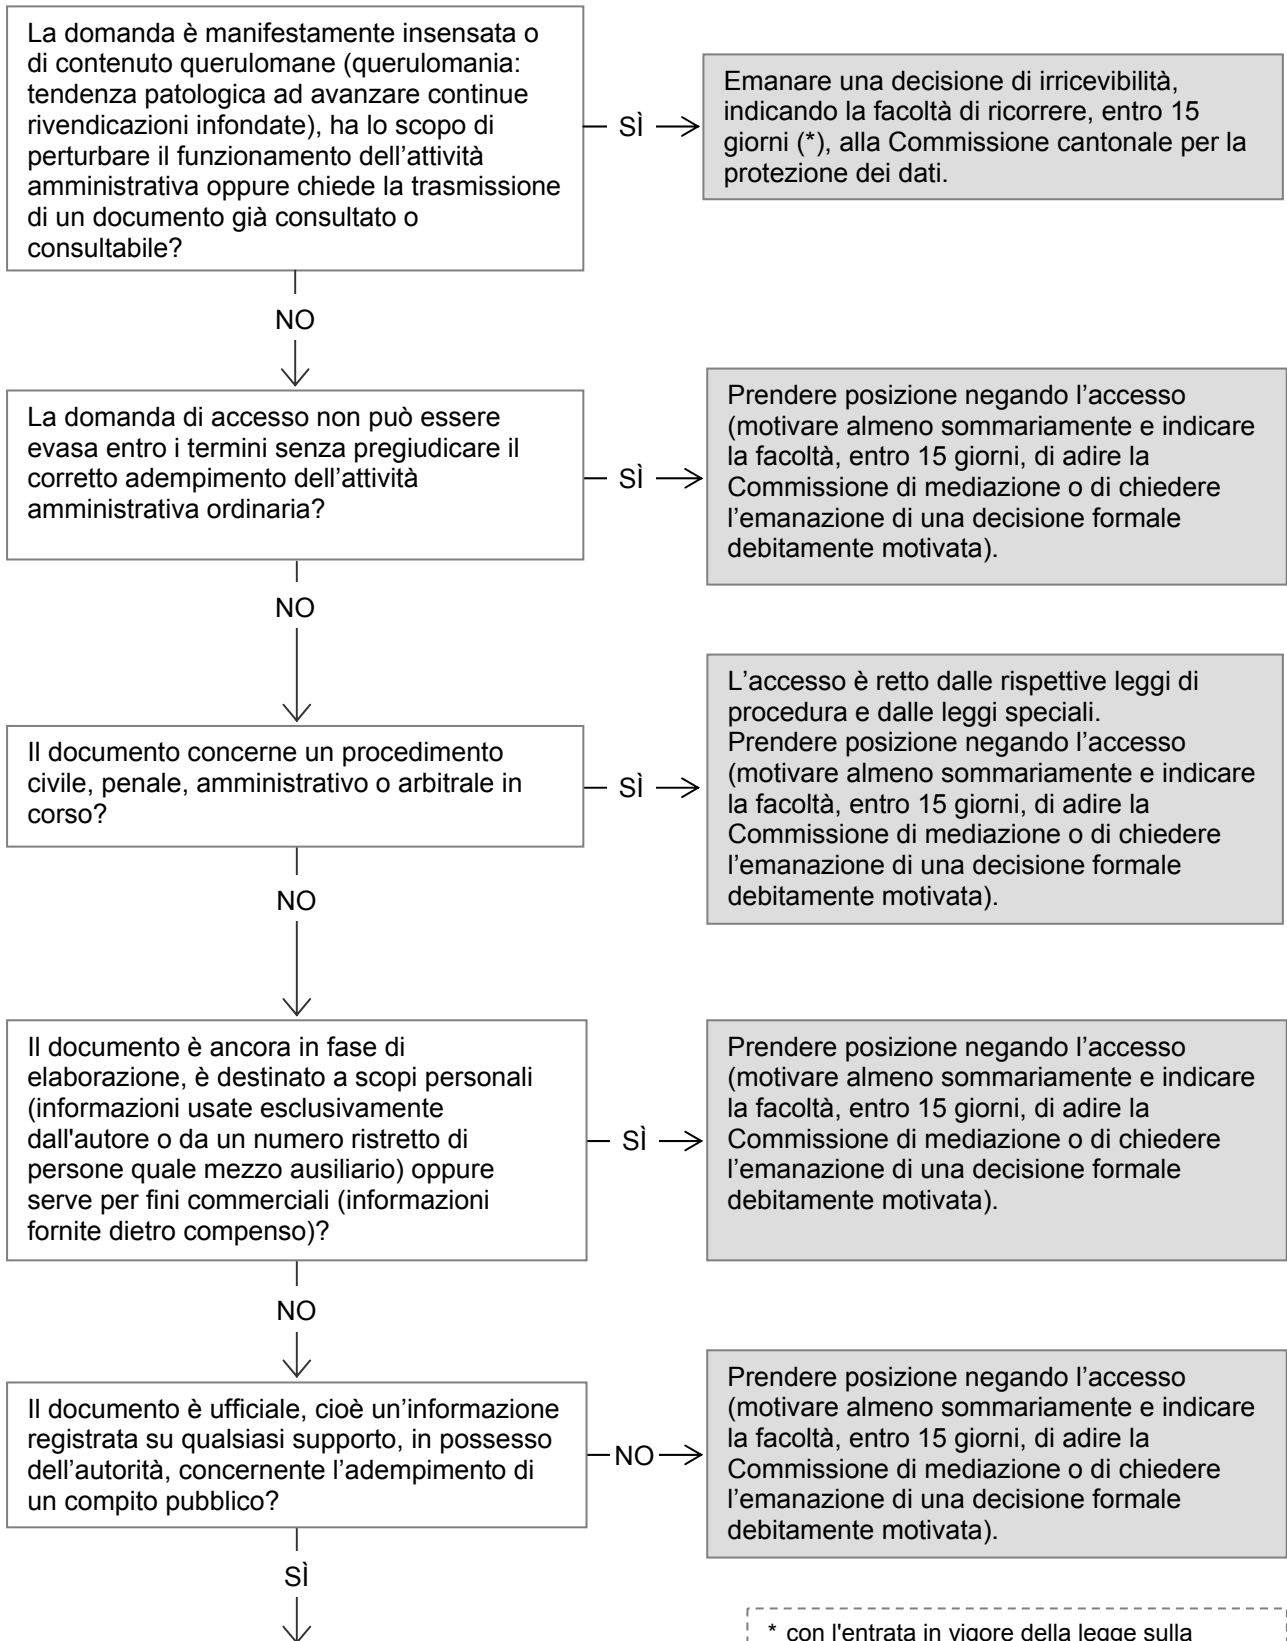 La domanda è manifestamente insensata o
di contenuto querulomane (querulomania:
tendenza patologica ad avanzare continue
rivendicazioni infondate), ha lo scopo di
perturbare il funzionamento dell’attività
amministrativa oppure chiede la trasmissione
di un documento già consultato o
consultabile?
SÌ
Emanare una decisione di irricevibilità,
indicando la facoltà di ricorrere, entro 15
giorni (*), alla Commissione cantonale per la
protezione dei dati.
NO
La domanda di accesso non può essere
evasa entro i termini senza pregiudicare il
corretto adempimento dell’attività
amministrativa ordinaria?
SÌ
Prendere posizione negando l’accesso
(motivare almeno sommariamente e indicare
la facoltà, entro 15 giorni, di adire la
Commissione di mediazione o di chiedere
l’emanazione di una decisione formale
debitamente motivata).
NO
Il documento concerne un procedimento
civile, penale, amministrativo o arbitrale in
corso?
SÌ
L’accesso è retto dalle rispettive leggi di
procedura e dalle leggi speciali.
Prendere posizione negando l’accesso
(motivare almeno sommariamente e indicare
la facoltà, entro 15 giorni, di adire la
Commissione di mediazione o di chiedere
l’emanazione di una decisione formale
debitamente motivata).
NO
Il documento è ancora in fase di
elaborazione, è destinato a scopi personali
(informazioni usate esclusivamente
dall'autore o da un numero ristretto di
persone quale mezzo ausiliario) oppure
serve per fini commerciali (informazioni
fornite dietro compenso)?
SÌ
Prendere posizione negando l’accesso
(motivare almeno sommariamente e indicare
la facoltà, entro 15 giorni, di adire la
Commissione di mediazione o di chiedere
l’emanazione di una decisione formale
debitamente motivata).
NO
Il documento è ufficiale, cioè un’informazione
registrata su qualsiasi supporto, in possesso
dell’autorità, concernente l’adempimento di
un compito pubblico?
NO
Prendere posizione negando l’accesso
(motivare almeno sommariamente e indicare
la facoltà, entro 15 giorni, di adire la
Commissione di mediazione o di chiedere
l’emanazione di una decisione formale
debitamente motivata).
SÌ
* con l'entrata in vigore della legge sulla